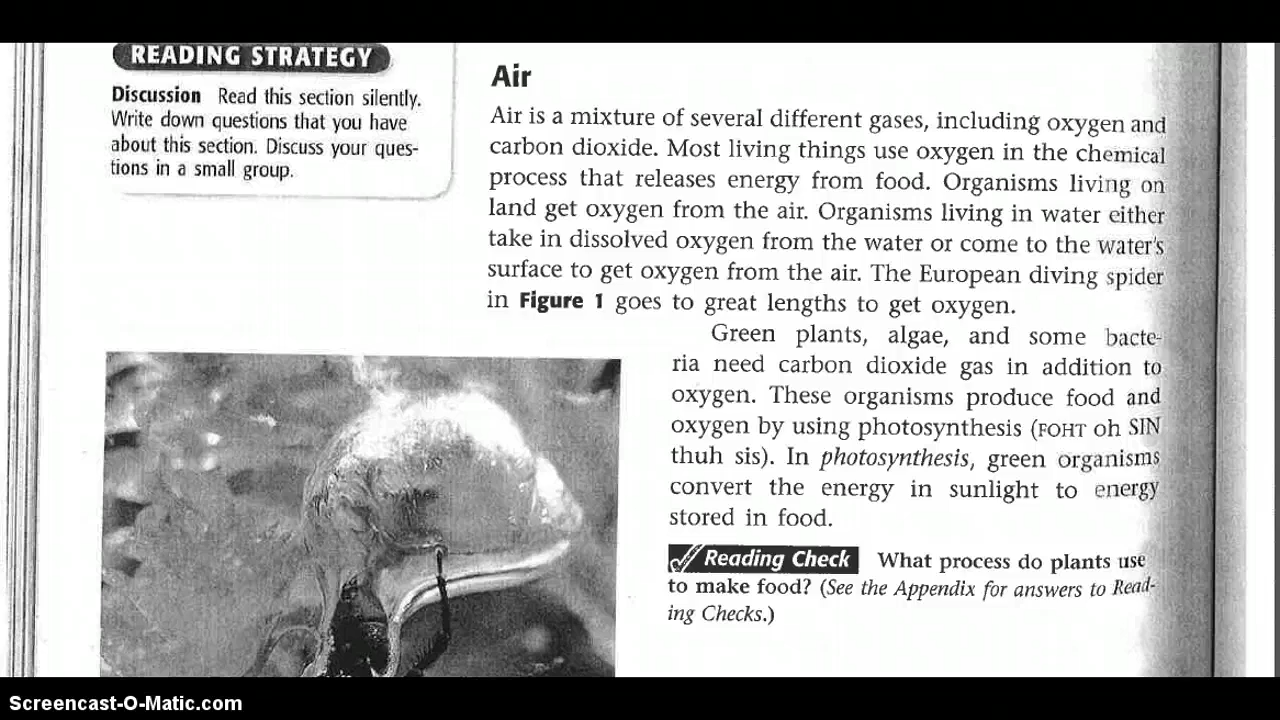 READING STRATEGY
Discussion Read this section silently.
Write down questions that you have
about this section. Discuss your ques-
tions in a small group.
Air
Air is a mixture of several different gases, including oxygen and
carbon dioxide. Most living things use oxygen in the chemical
process that releases energy from food. Organisms living on
land get oxygen from the air. Organisms living in water either
take in dissolved oxygen from the water or come to the water's
surface to get oxygen from the air. The European diving spider
in Figure 1 goes to great lengths to get oxygen.
Green plants, algae, and some bacte-
ria need carbon dioxide gas in addition to
oxygen. These organisms produce food and
oxygen by using photosynthesis (FOHT oh SIN
thuh sis). In photosynthesis, green organisms
convert the energy in sunlight to energy
stored in food.
Reading Check What process do plants use
to make food? (See the Appendix for answers to Read-
ing Checks.)
Screencast-O-Matic.com